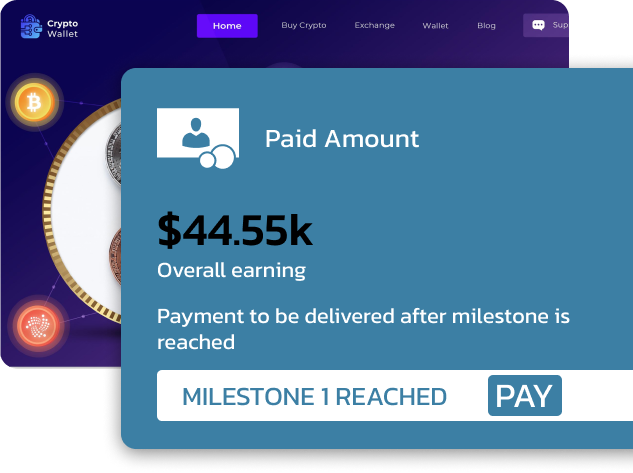 Crypto
Wallet
Home
Buy Crypto
Exchange
Wallet
Blog
Sup
Paid Amount
$44.55k
Overall earning
Payment to be delivered after milestone is
reached
MILESTONE 1 REACHED
PAY